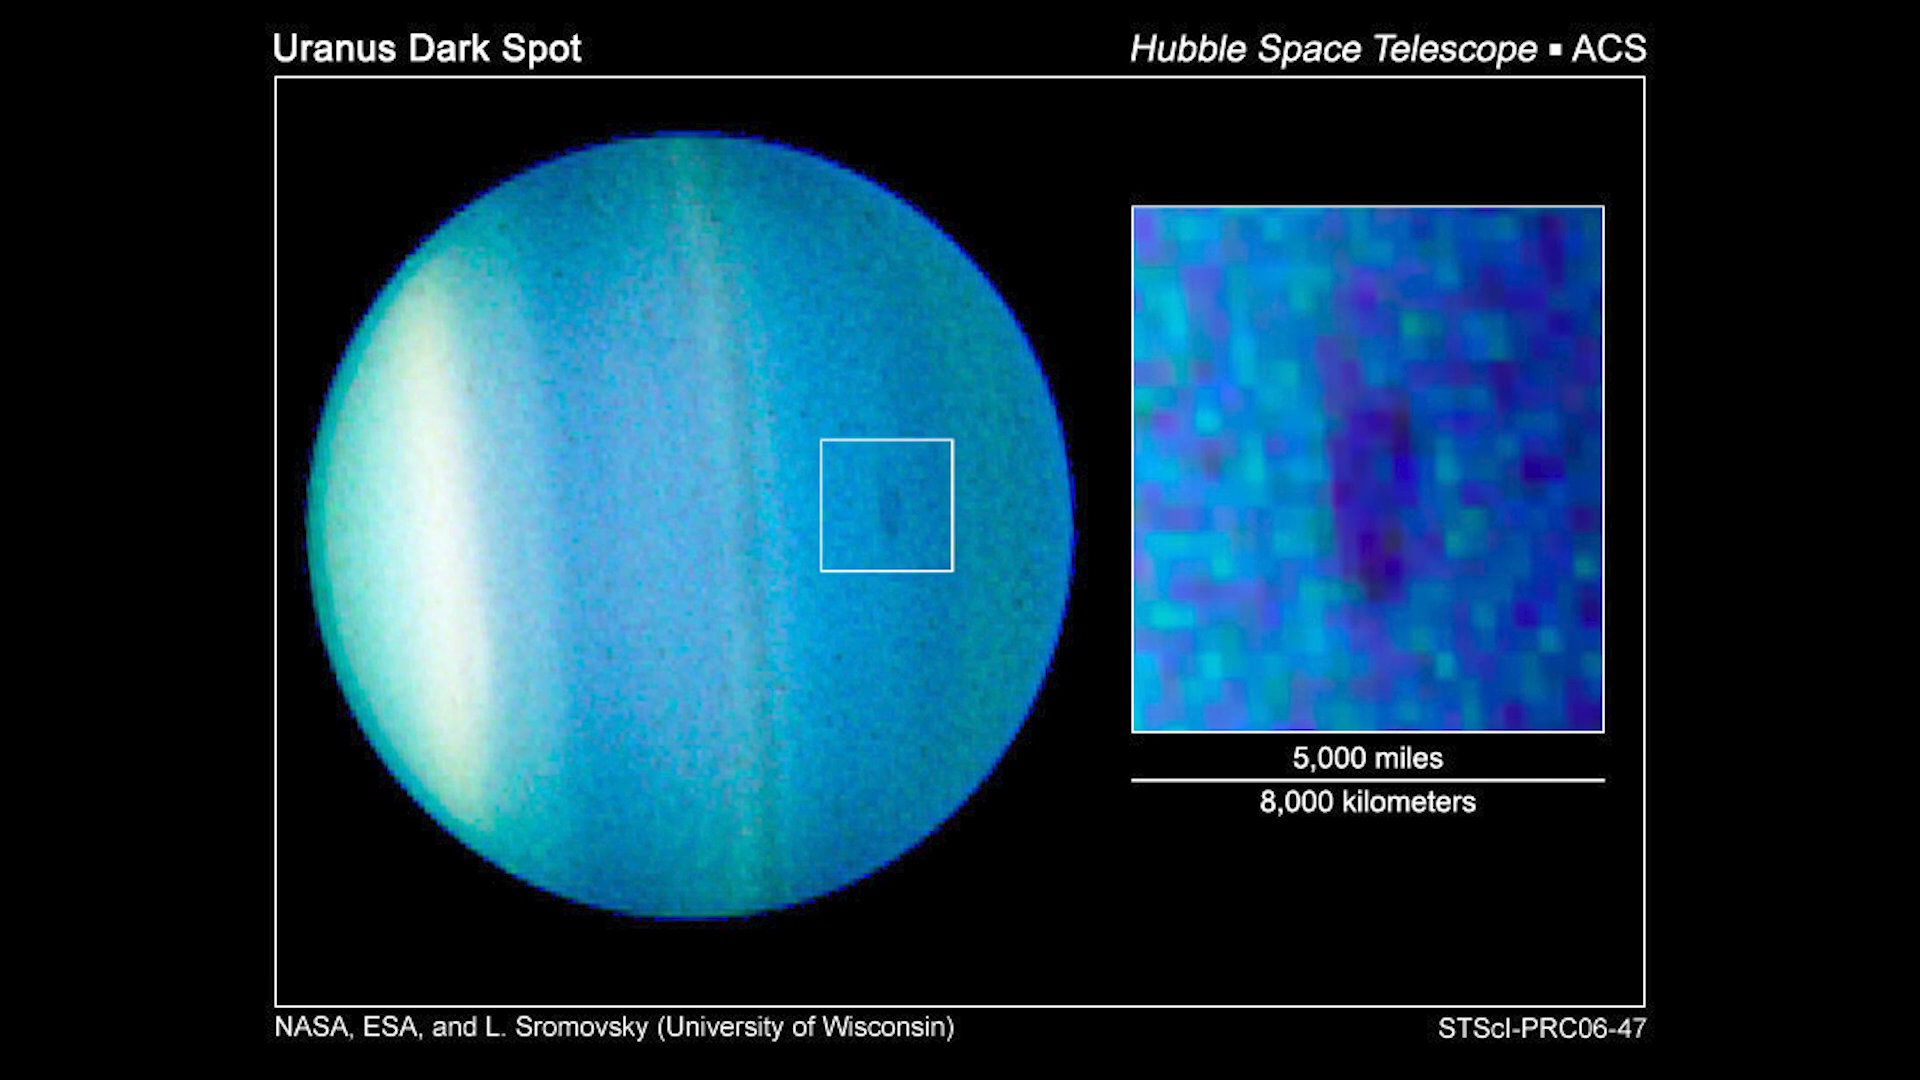 Uranus Dark Spot
Hubble Space Telescope ▪ ACS
5,000 miles
8,000 kilometers
NASA, ESA, and L. Sromovsky (University of Wisconsin)
STScI-PRC06-47